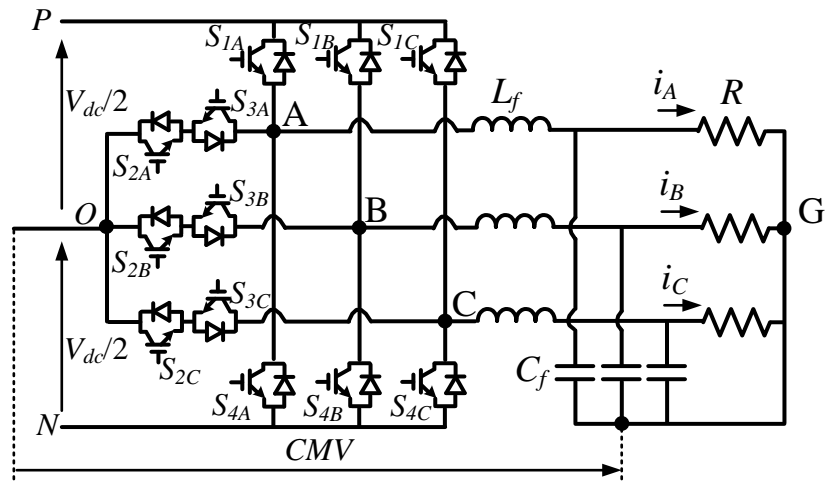 P
S1A
S1B
S1C
Vdc/2
S3A
A
Lf
iA
R
S2A
O
S3B
B
iB
G
S2B
S3C
C
iC
Vdc/2
S2C
Cf
S4A
S4B
S4C
N
CMV